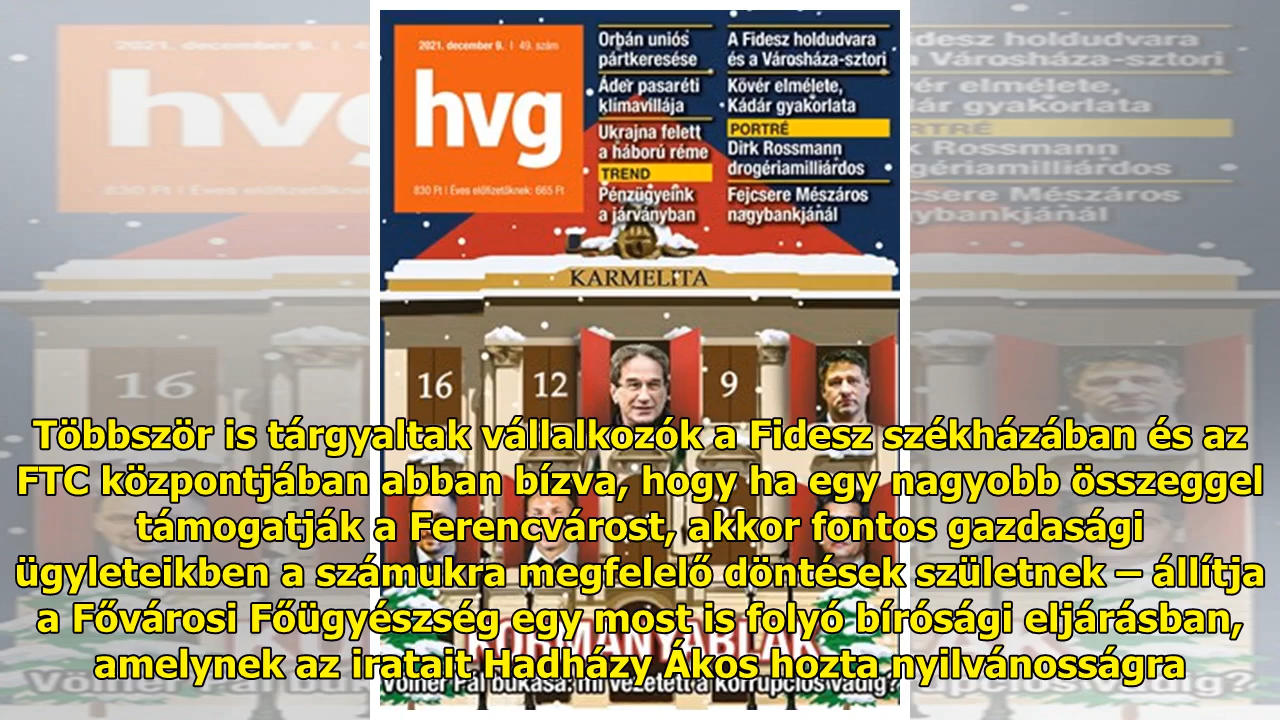 2021. december 9. | 49. szám
hvg
830 Ft | Éves előfizetőknek: 665 Ft
Orbán uniós
pártkeresése
Áder pasaréti
klímavillája
Ukrajna felett
a háború réme
TREND
Pénzügyeink
a járványban
A Fidesz holdudvara
és a Városháza-sztori
Kövér elmélete,
Kádár gyakorlata
PORTRÉ
Dirk Rossmann
drogériamilliárdos
Fejcsere Mészáros
nagybankjánál
KARMELITA
16
12
9
Többször is tárgyaltak vállalkozók a Fidesz székházában és az
FTC központjában abban bízva, hogy ha egy nagyobb összeggel
támogatják a Ferencvárost, akkor fontos gazdasági
ügyleteikben a számukra megfelelő döntések születnek – állítja
a Fővárosi Főügyészség egy most is folyó bírósági eljárásban,
amelynek az iratait Hadházy Ákos hozta nyilvánosságra
Völner Pál bukása: mi vezetett a korrupciós vádig?